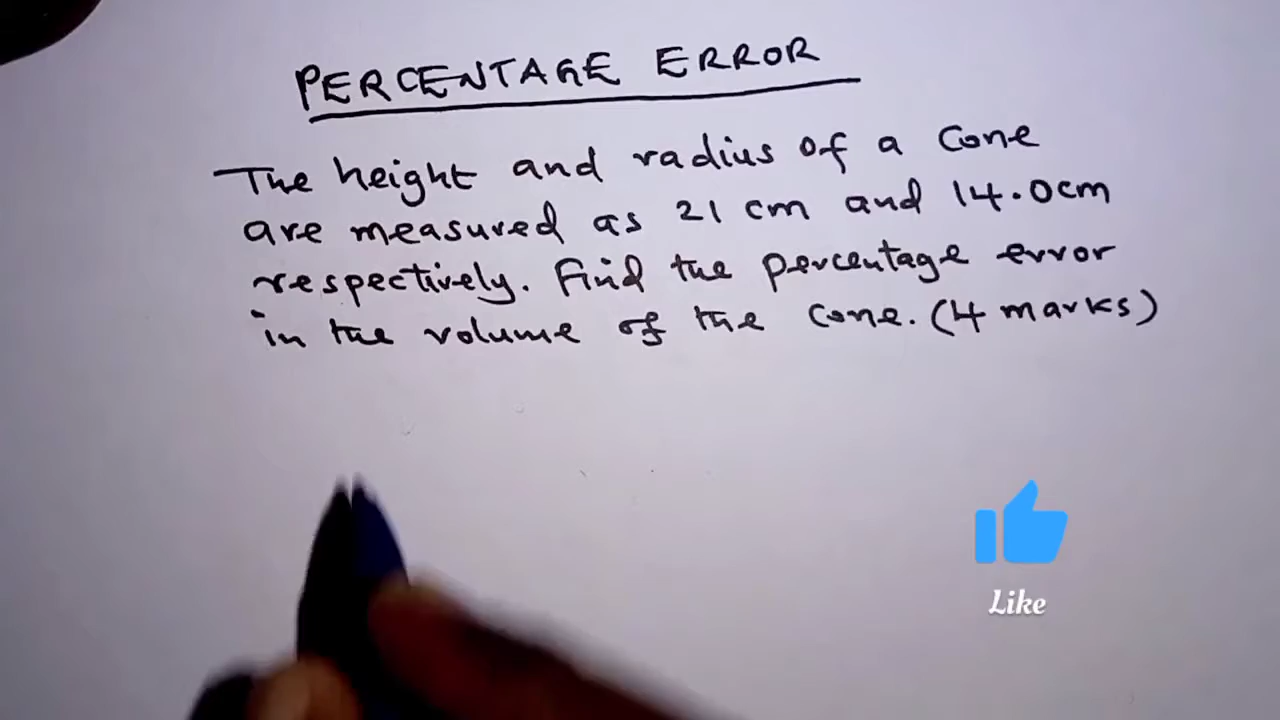 PERCENTAGE ERROR
The height and radius of a cone
are measured as 21 cm and 14.0cm
respectively. Find the percentage error
in the volume of the cone. (4 marks)
Like